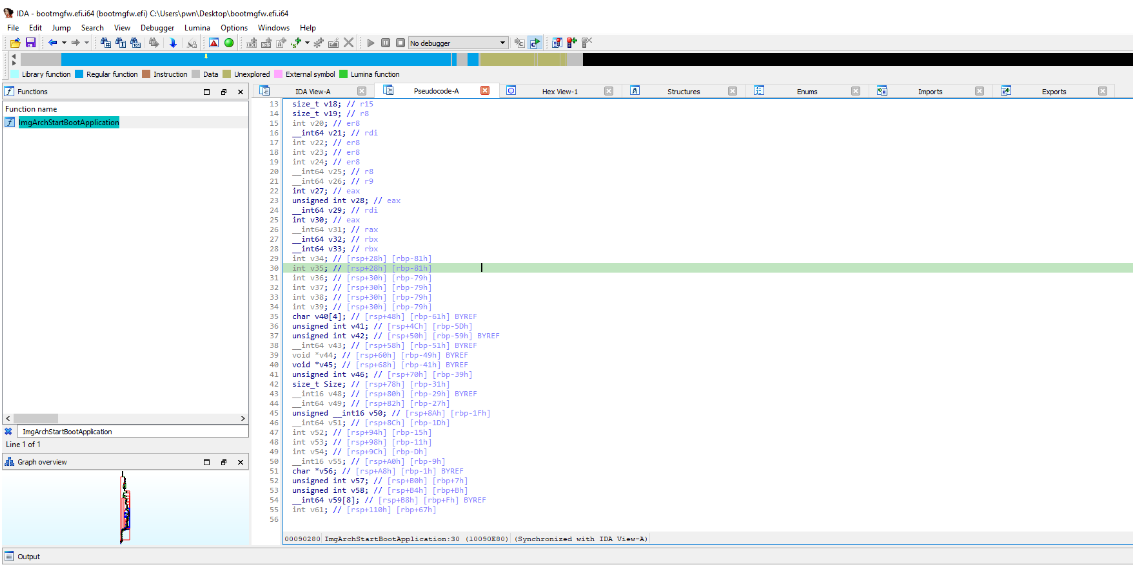 IDA - bootmgfw.efi.i64 (bootmgfw.efi) C:\Users\pwn\Desktop\bootmgfw.efi.i64
File Edit Jump Search View Debugger Lumina Options Windows Help
No debugger
Library function Regular function Instruction Data Unexplored External symbol Lumina function
Functions
IDA View-A Pseudocode-A Hex View-1 Structures Enums Imports Exports
Function name
ImgArchStartBootApplication
13 size_t v18; // r15
14 size_t v19; // r8
15 int v20; // er8
16 __int64 v21; // rdi
17 int v22; // er8
18 int v23; // er8
19 int v24; // er8
20 __int64 v25; // r8
21 __int64 v26; // r9
22 int v27; // eax
23 unsigned int v28; // eax
24 __int64 v29; // rdi
25 int v30; // eax
26 __int64 v31; // rax
27 __int64 v32; // rbx
28 __int64 v33; // rbx
29 int v34; // [rsp+28h] [rbp-81h]
30 int v35; // [rsp+28h] [rbp-81h]
31 int v36; // [rsp+30h] [rbp-79h]
32 int v37; // [rsp+30h] [rbp-79h]
33 int v38; // [rsp+30h] [rbp-79h]
34 int v39; // [rsp+30h] [rbp-79h]
35 char v40[4]; // [rsp+48h] [rbp-61h] BYREF
36 unsigned int v41; // [rsp+4Ch] [rbp-5Dh]
37 unsigned int v42; // [rsp+50h] [rbp-59h] BYREF
38 __int64 v43; // [rsp+58h] [rbp-51h] BYREF
39 void *v44; // [rsp+60h] [rbp-49h] BYREF
40 void *v45; // [rsp+68h] [rbp-41h] BYREF
41 unsigned int v46; // [rsp+70h] [rbp-39h]
42 size_t Size; // [rsp+78h] [rbp-31h]
43 __int16 v48; // [rsp+80h] [rbp-29h] BYREF
44 __int64 v49; // [rsp+82h] [rbp-27h]
45 unsigned __int16 v50; // [rsp+8Ah] [rbp-1Fh]
46 __int64 v51; // [rsp+8Ch] [rbp-1Dh]
47 int v52; // [rsp+94h] [rbp-15h]
48 int v53; // [rsp+98h] [rbp-11h]
49 int v54; // [rsp+9Ch] [rbp-Dh]
50 __int16 v55; // [rsp+A0h] [rbp-9h]
51 char *v56; // [rsp+A8h] [rbp-1h] BYREF
52 unsigned int v57; // [rsp+B0h] [rbp+7h]
53 unsigned int v58; // [rsp+B4h] [rbp+Bh]
54 __int64 v59[8]; // [rsp+B8h] [rbp+Fh] BYREF
55 int v61; // [rsp+110h] [rbp+67h]
56
ImgArchStartBootApplication
Line 1 of 1
Graph overview
00090280 ImgArchStartBootApplication:30 (10090E80) (Synchronized with IDA View-A)
Output